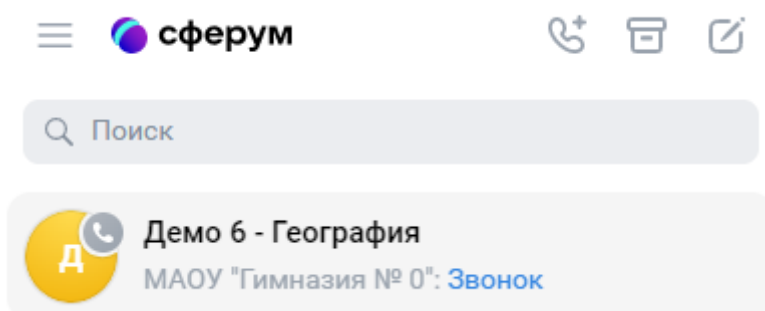 сферум
Поиск
Д
Демо 6 - География
МАОУ "Гимназия № 0": Звонок